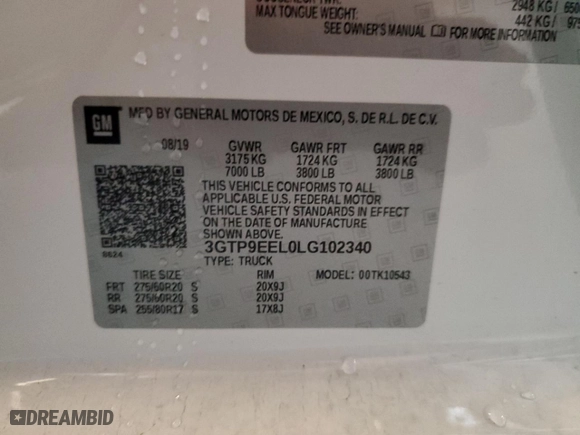 2948 KG /
MAX TONGUE WEIGHT: 442 KG /
SEE OWNER'S MANUAL FOR MORE INFORMATION
GM
MFD BY GENERAL MOTORS DE MEXICO, S. DE R.L. DE C.V.
08/19 GVWR GAWR FRT GAWR RR
3175 KG 1724 KG 1724 KG
7000 LB 3800 LB 3800 LB
THIS VEHICLE CONFORMS TO ALL
APPLICABLE U.S. FEDERAL MOTOR
VEHICLE SAFETY STANDARDS IN EFFECT
ON THE DATE OF MANUFACTURE
SHOWN ABOVE.
3GTP9EEL0LG102340
TYPE: TRUCK
8624
TIRE SIZE RIM MODEL: 00TK10543
FRT 275/60R20 S 20X9J
RR 275/60R20 S 20X9J
SPA 255/80R17 S 17X8J
DREAMBID